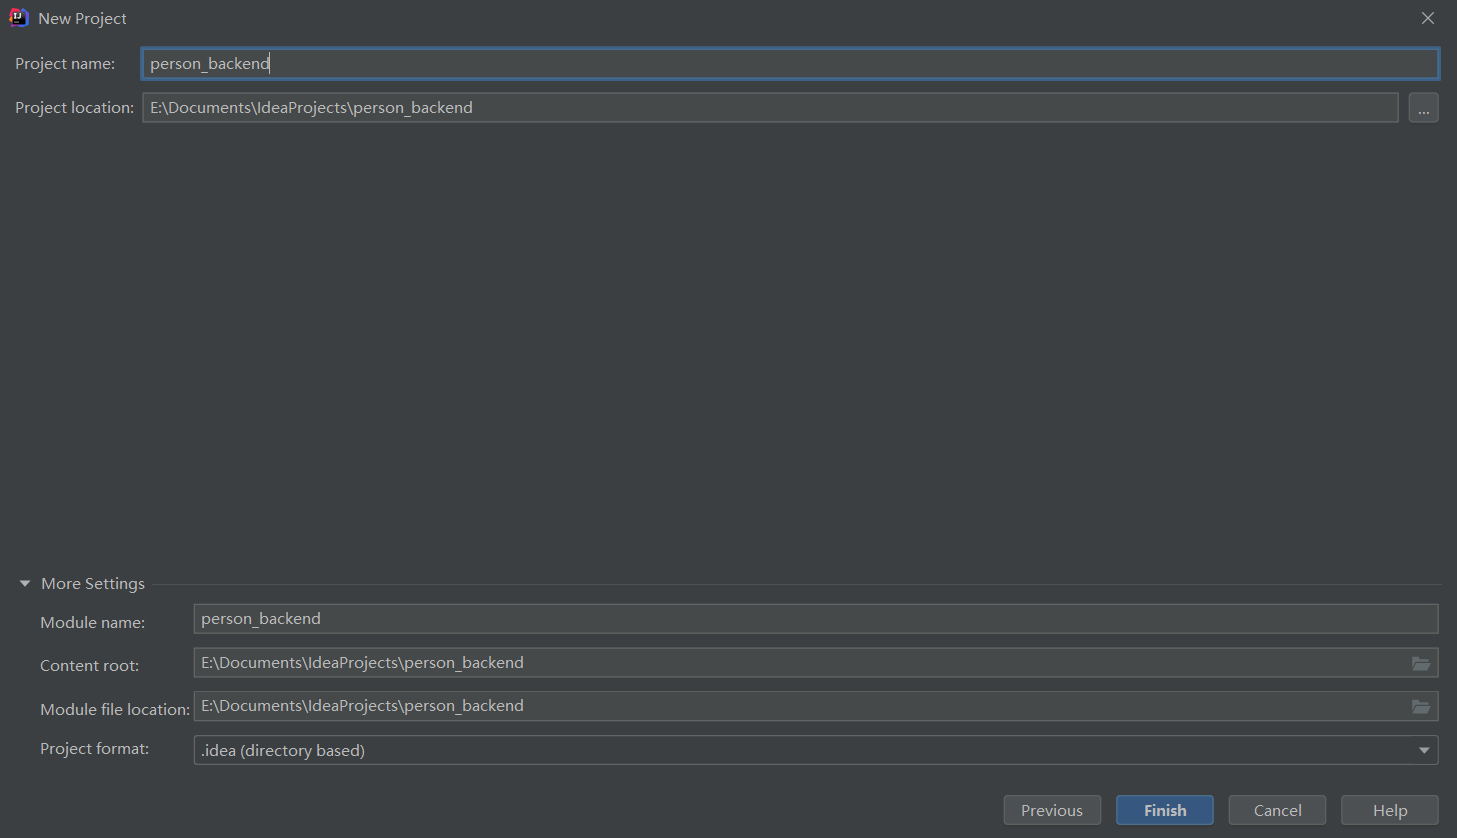 New Project
Project name: person_backend
Project location: E:\Documents\IdeaProjects\person_backend ...
More Settings
Module name: person_backend
Content root: E:\Documents\IdeaProjects\person_backend
Module file location: E:\Documents\IdeaProjects\person_backend
Project format: .idea (directory based)
Previous Finish Cancel Help